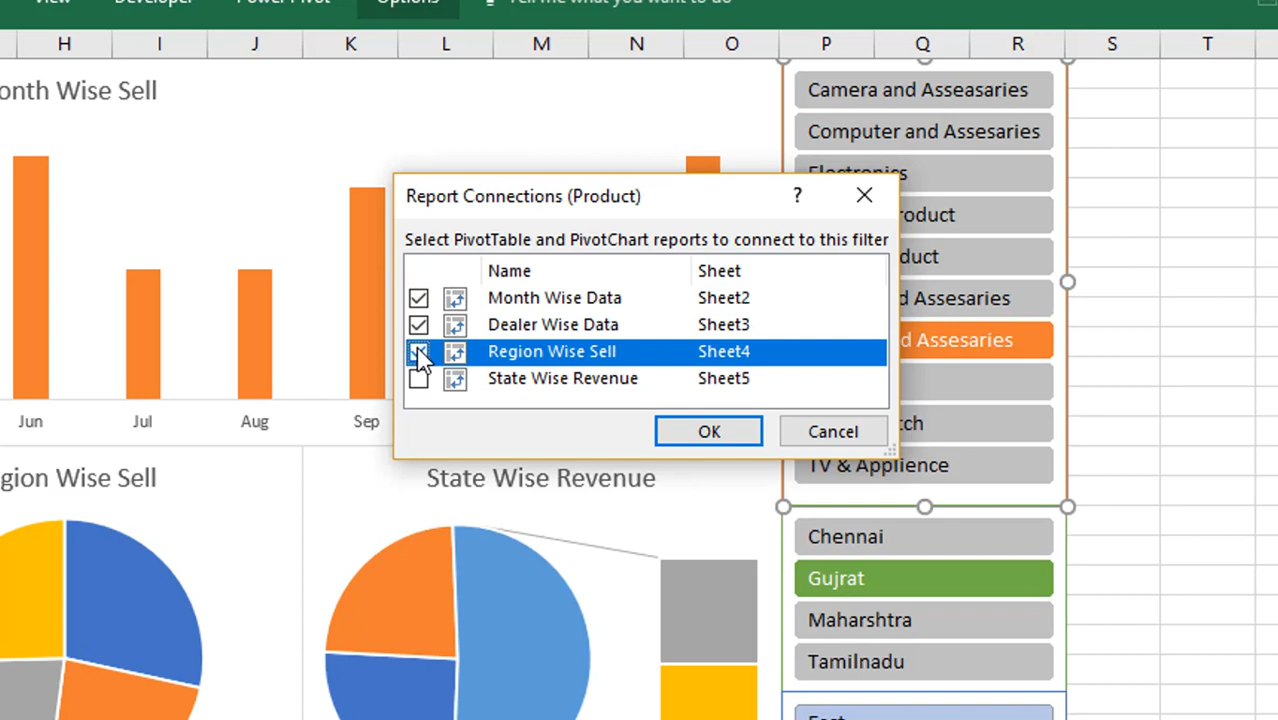 View Developer Power Pivot Options Tell me what you want to do
H I J K L M N O P Q R S T
onth Wise Sell
Jun Jul Aug Sep
gion Wise Sell
State Wise Revenue
Report Connections (Product)
?
Select PivotTable and PivotChart reports to connect to this filter
Name Sheet
Month Wise Data Sheet2
Dealer Wise Data Sheet3
Region Wise Sell Sheet4
State Wise Revenue Sheet5
OK Cancel
Camera and Asseasaries
Computer and Assesaries
Electronics
roduct
duct
d Assesaries
d Assesaries
tch
TV & Applience
Chennai
Gujrat
Maharshtra
Tamilnadu
East